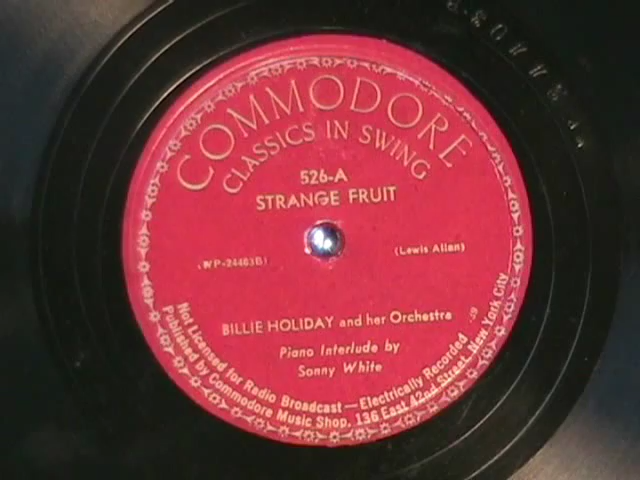 COMMODORE
CLASSICS IN SWING
526-A
STRANGE FRUIT
(WP-24403B) (Lewis Allan)
BILLIE HOLIDAY and her Orchestra
Piano Interlude by
Sonny White
Not Licensed for Radio Broadcast—Electrically Recorded
Published by Commodore Music Shop, 136 East 42nd Street, New York City